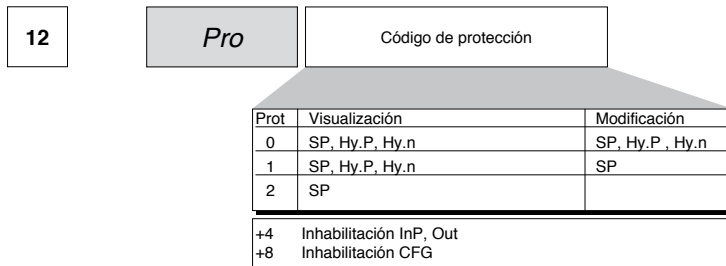 12 Pro Código de protección
Prot Visualización Modificación
0 SP, Hy.P, Hy.n SP, Hy.P , Hy.n
1 SP, Hy.P, Hy.n SP
2 SP
+4 Inhabilitación InP, Out
+8 Inhabilitación CFG